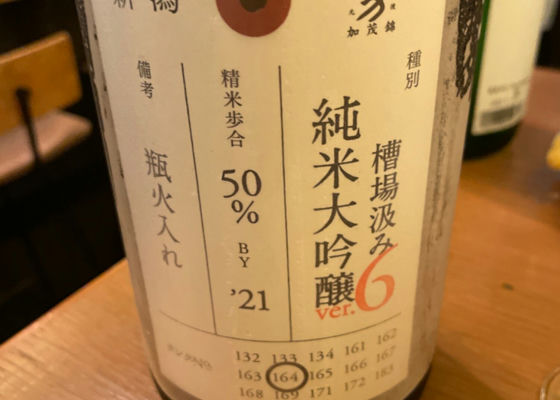 新潟
加茂錦
種別
槽場汲み
純米大吟醸
ver.6
精米歩合
50%
BY
'21
備考
瓶火入れ
132 133 134 161 162
163 164 165 166 167
168 169 171 172 183